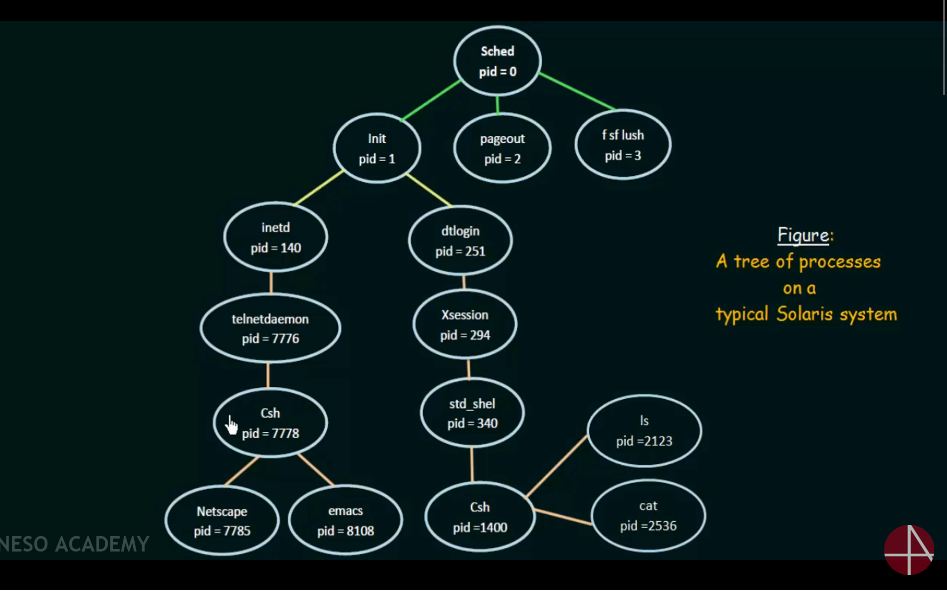 Sched
pid = 0
Init
pid = 1
pageout
pid = 2
f sf lush
pid = 3
inetd
pid = 140
dtlogin
pid = 251
Figure:
A tree of processes
on a
typical Solaris system
telnetdaemon
pid = 7776
Xsession
pid = 294
Csh
pid = 7778
std_shel
pid = 340
ls
pid =2123
Netscape
pid = 7785
emacs
pid = 8108
Csh
pid =1400
cat
pid =2536
NESO ACADEMY